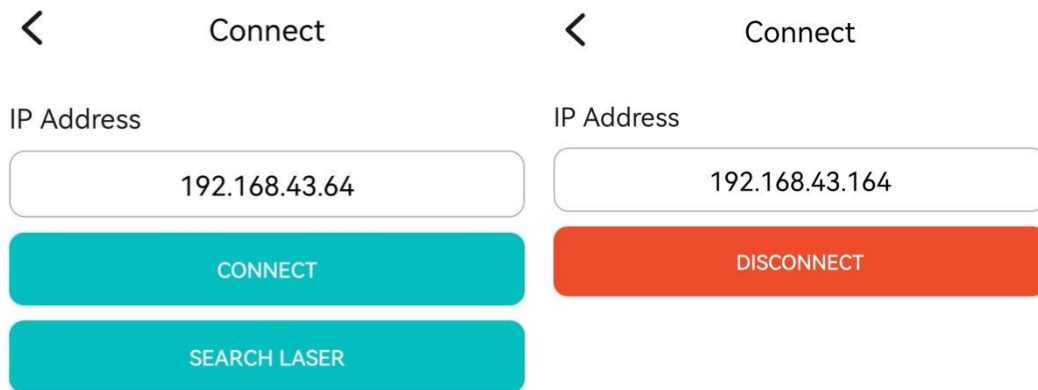 Connect
IP Address
192.168.43.64
CONNECT
SEARCH LASER
Connect
IP Address
192.168.43.164
DISCONNECT